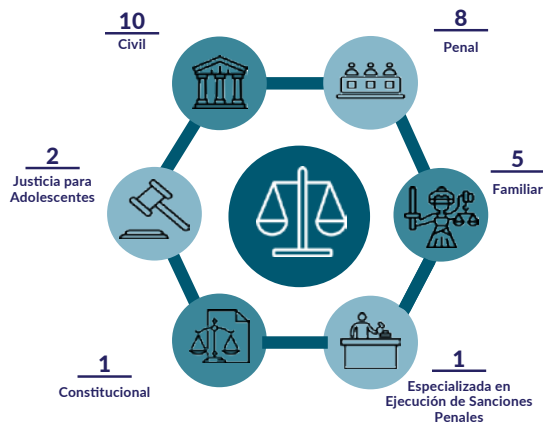 10
Civil
8
Penal
2
Justicia para
Adolescentes
5
Familiar
1
Constitucional
1
Especializada en
Ejecución de Sanciones
Penales